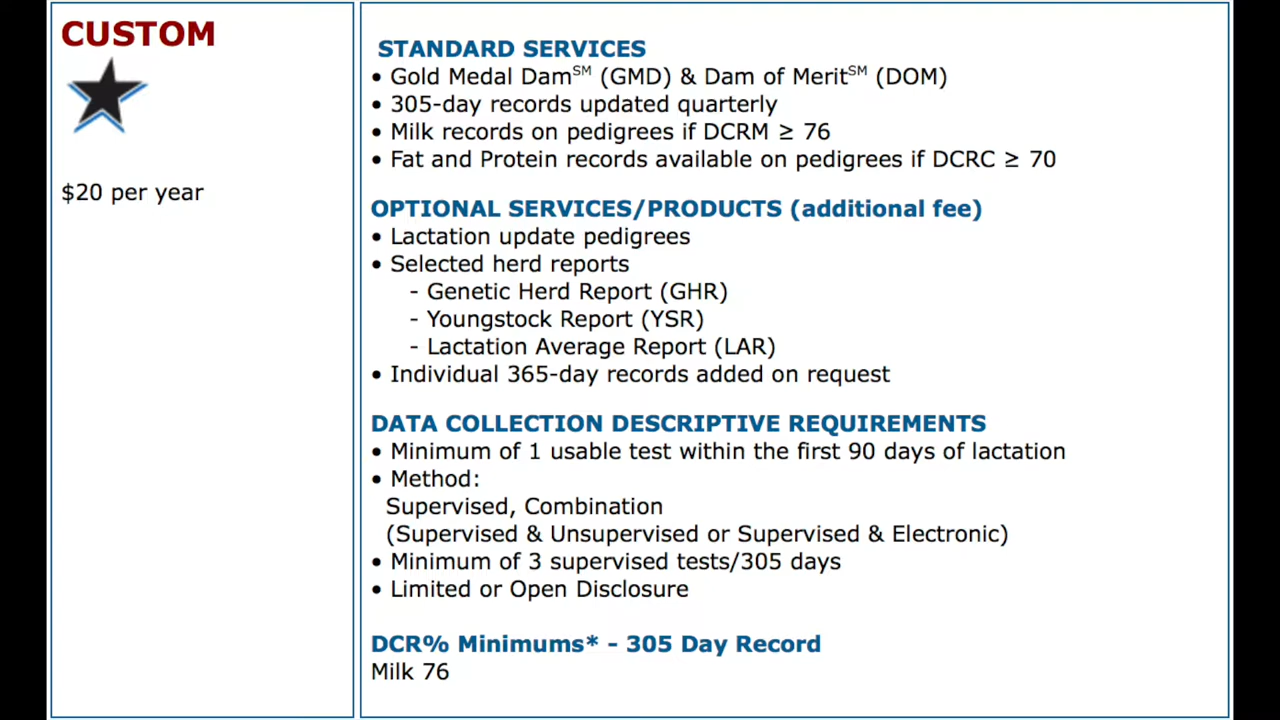 CUSTOM
$20 per year
STANDARD SERVICES
• Gold Medal Dam℠ (GMD) & Dam of Merit℠ (DOM)
• 305-day records updated quarterly
• Milk records on pedigrees if DCRM ≥ 76
• Fat and Protein records available on pedigrees if DCRC ≥ 70
OPTIONAL SERVICES/PRODUCTS (additional fee)
• Lactation update pedigrees
• Selected herd reports
- Genetic Herd Report (GHR)
- Youngstock Report (YSR)
- Lactation Average Report (LAR)
• Individual 365-day records added on request
DATA COLLECTION DESCRIPTIVE REQUIREMENTS
• Minimum of 1 usable test within the first 90 days of lactation
• Method:
Supervised, Combination
(Supervised & Unsupervised or Supervised & Electronic)
• Minimum of 3 supervised tests/305 days
• Limited or Open Disclosure
DCR% Minimums* - 305 Day Record
Milk 76